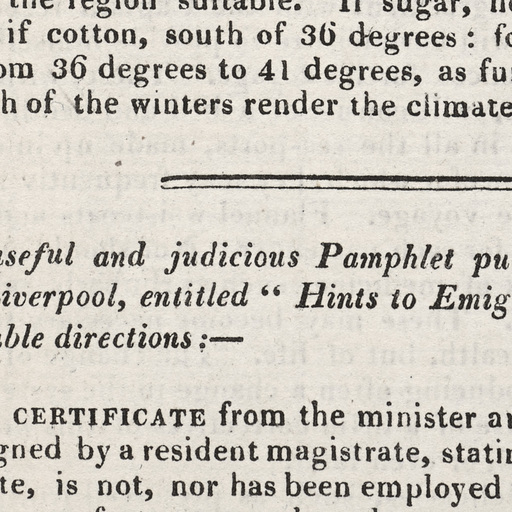 the region suitable. If sugar,
if cotton, south of 36 degrees: fo
om 36 degrees to 41 degrees, as fu
h of the winters render the climate
seful and judicious Pamphlet pu
iverpool, entitled “ Hints to Emig
ble directions:—
CERTIFICATE from the minister a
gned by a resident magistrate, stati
te, is not, nor has been employed